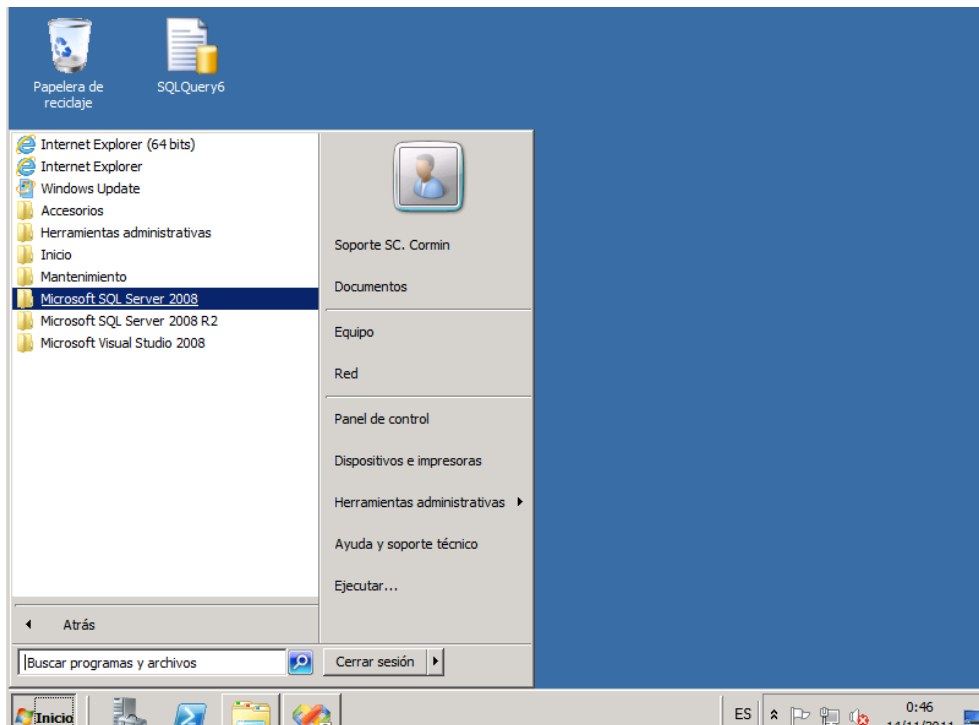 Papelera de
reciclaje
SQLQuery6
Internet Explorer (64 bits)
Internet Explorer
Windows Update
Accesorios
Herramientas administrativas
Inicio
Mantenimiento
Microsoft SQL Server 2008
Microsoft SQL Server 2008 R2
Microsoft Visual Studio 2008
Atrás
Buscar programas y archivos
Soporte SC. Cormin
Documentos
Equipo
Red
Panel de control
Dispositivos e impresoras
Herramientas administrativas
Ayuda y soporte técnico
Ejecutar...
Cerrar sesión
Inicio
ES
0:46
14/11/2011